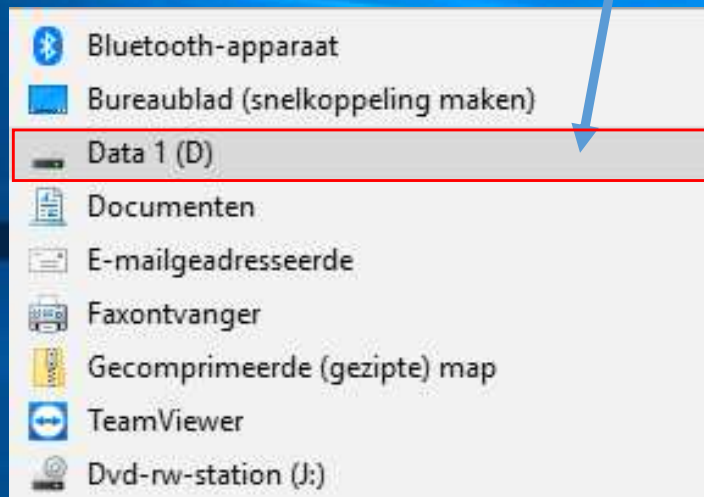 Bluetooth-apparaat
Bureaublad (snelkoppeling maken)
Data 1 (D)
Documenten
E-mailgeadresseerde
Faxontvanger
Gecomprimeerde (gezipte) map
TeamViewer
Dvd-rw-station (J:)